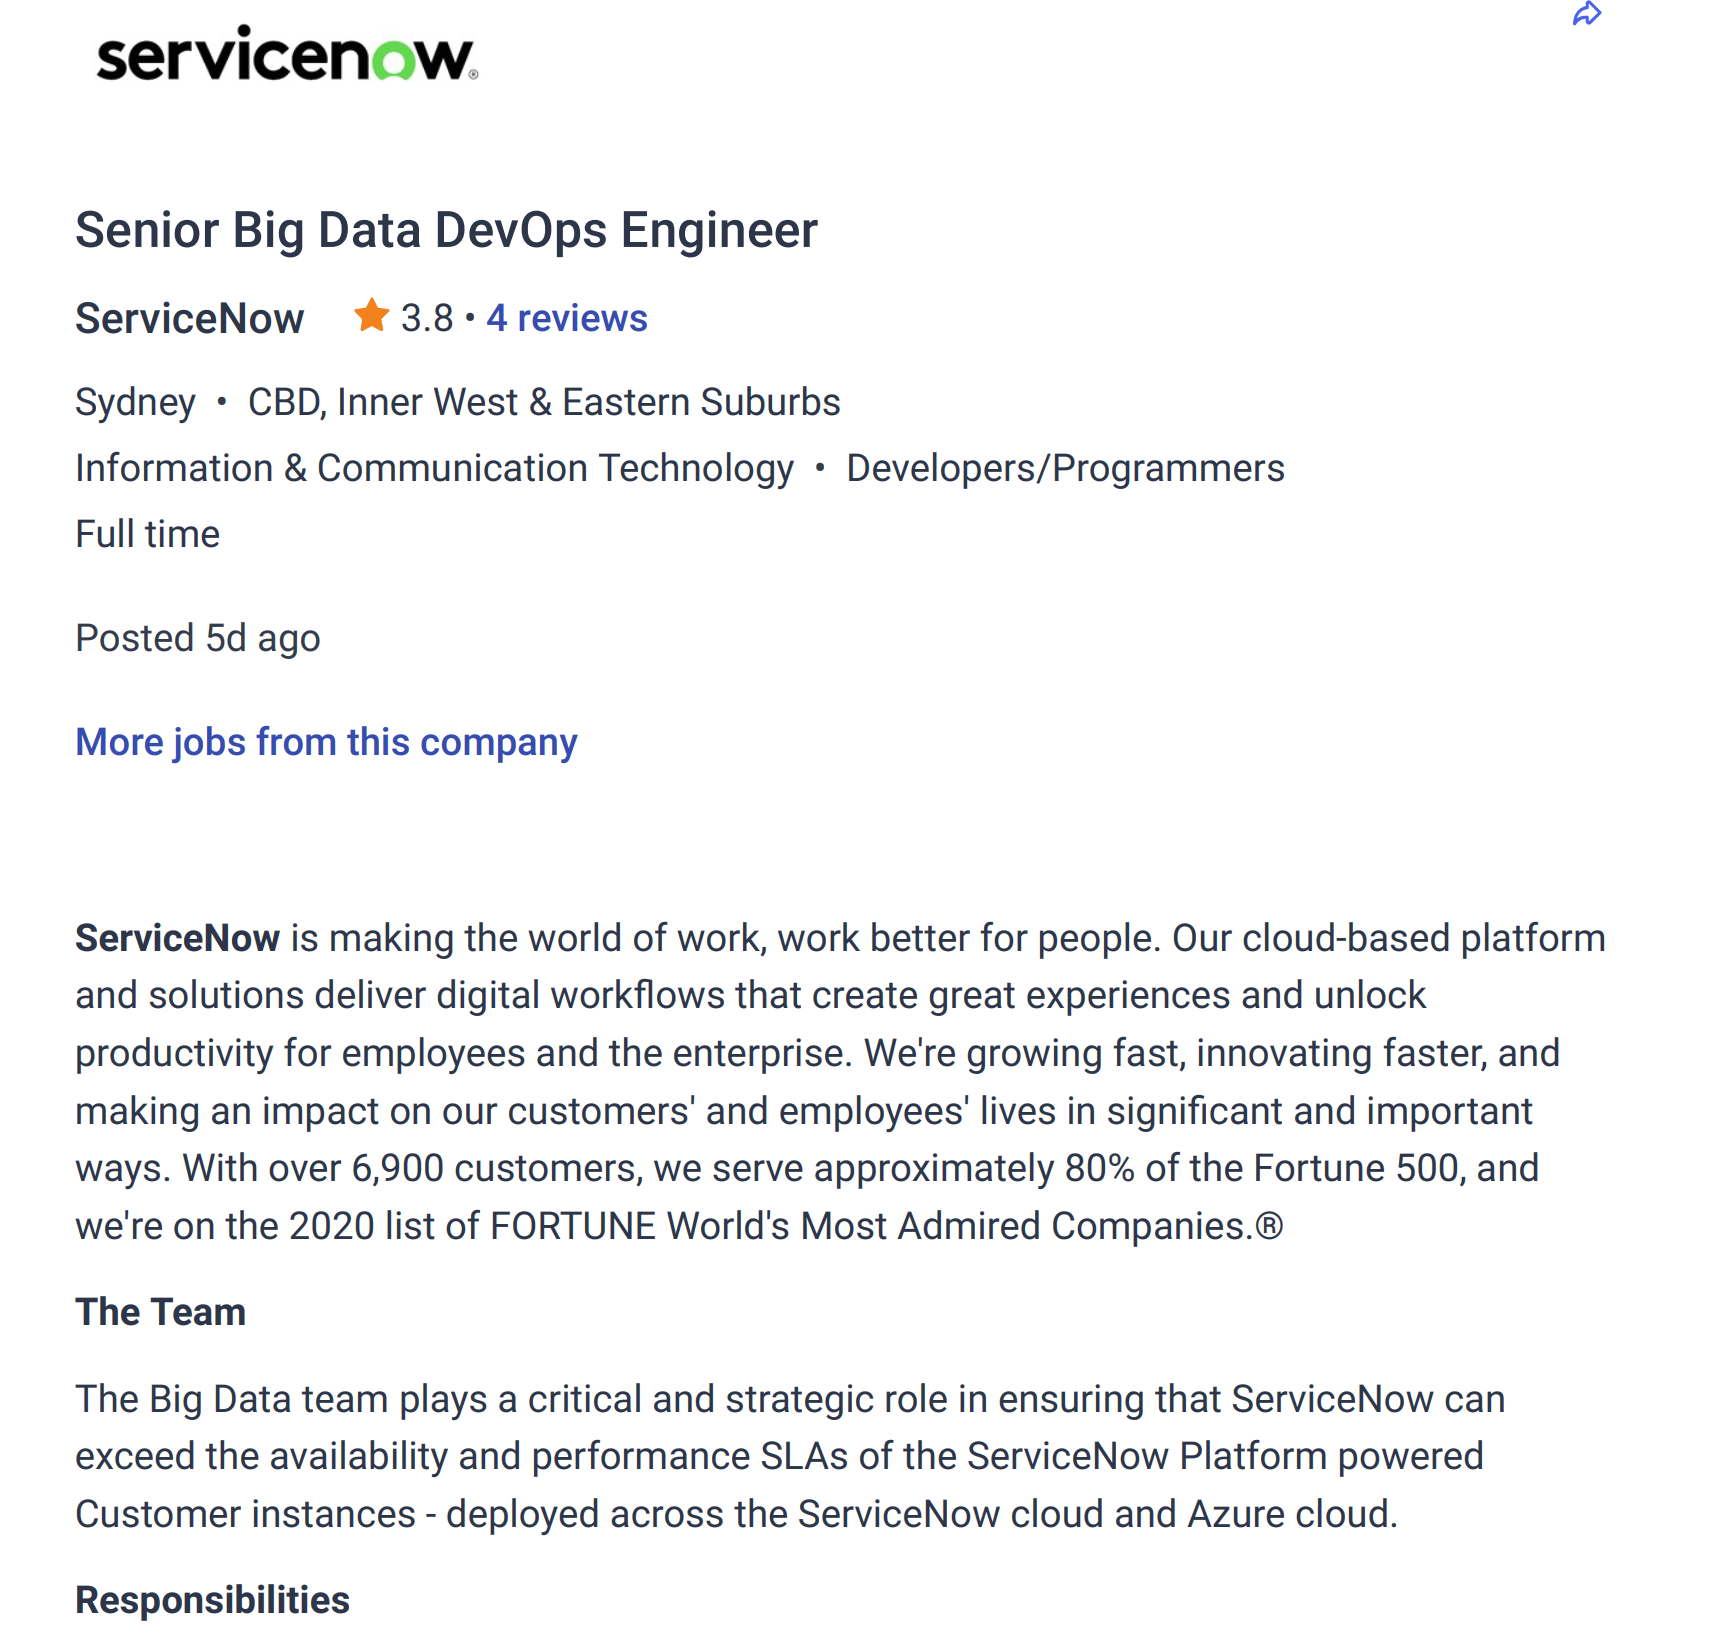 servicenow®
Senior Big Data DevOps Engineer
ServiceNow 3.8 • 4 reviews
Sydney • CBD, Inner West & Eastern Suburbs
Information & Communication Technology • Developers/Programmers
Full time
Posted 5d ago
More jobs from this company
ServiceNow is making the world of work, work better for people. Our cloud-based platform
and solutions deliver digital workflows that create great experiences and unlock
productivity for employees and the enterprise. We're growing fast, innovating faster, and
making an impact on our customers' and employees' lives in significant and important
ways. With over 6,900 customers, we serve approximately 80% of the Fortune 500, and
we're on the 2020 list of FORTUNE World's Most Admired Companies.®
The Team
The Big Data team plays a critical and strategic role in ensuring that ServiceNow can
exceed the availability and performance SLAs of the ServiceNow Platform powered
Customer instances - deployed across the ServiceNow cloud and Azure cloud.
Responsibilities